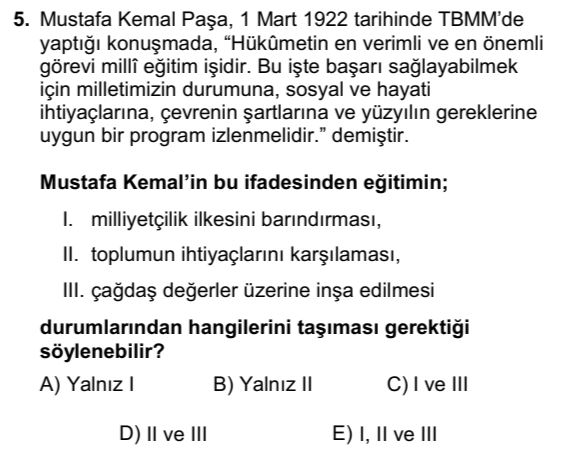 5. Mustafa Kemal Paşa, 1 Mart 1922 tarihinde TBMM'de
yaptığı konuşmada, “Hükûmetin en verimli ve en önemli
görevi millî eğitim işidir. Bu işte başarı sağlayabilmek
için milletimizin durumuna, sosyal ve hayati
ihtiyaçlarına, çevrenin şartlarına ve yüzyılın gereklerine
uygun bir program izlenmelidir.” demiştir.
Mustafa Kemal'in bu ifadesinden eğitimin;
I. milliyetçilik ilkesini barındırması,
II. toplumun ihtiyaçlarını karşılaması,
III. çağdaş değerler üzerine inşa edilmesi
durumlarından hangilerini taşıması gerektiği
söylenebilir?
A) Yalnız I B) Yalnız II C) I ve III
D) II ve III E) I, II ve III